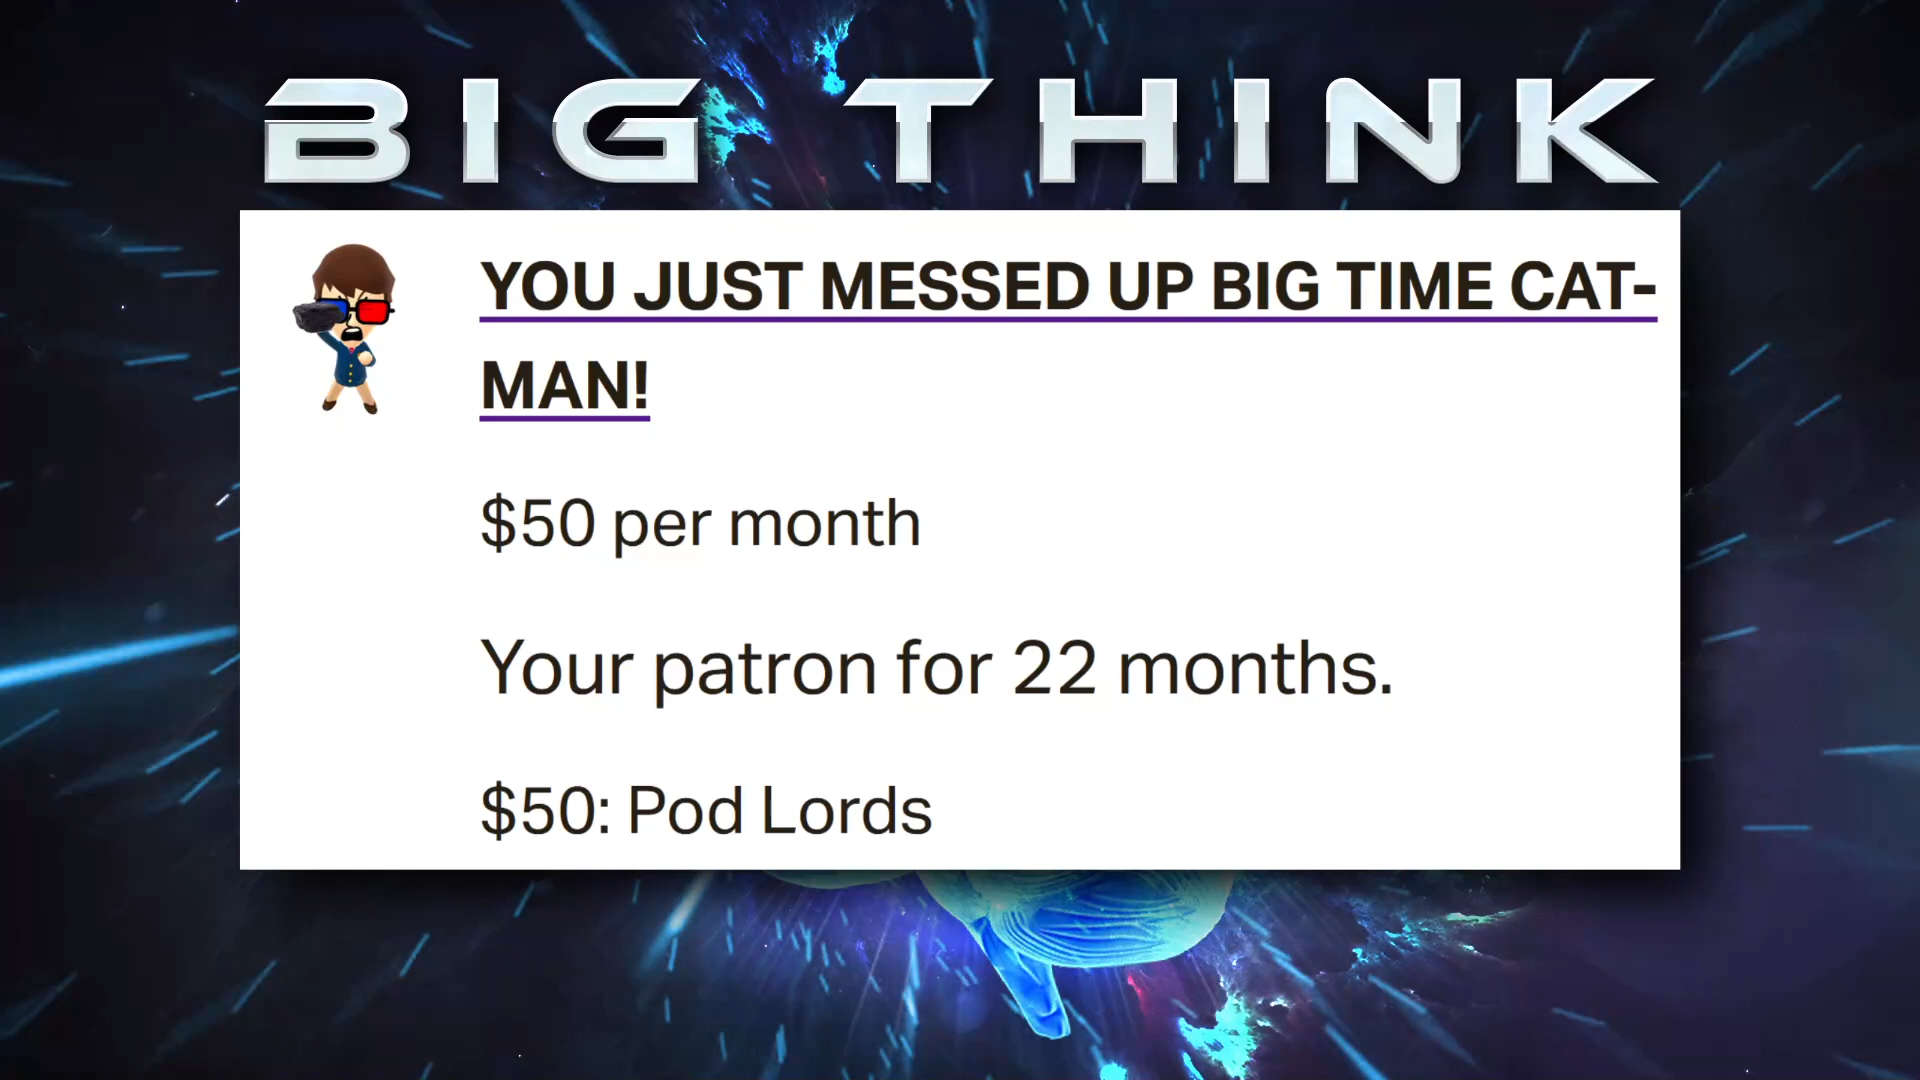 BIG THINK
YOU JUST MESSED UP BIG TIME CAT-
MAN!
$50 per month
Your patron for 22 months.
$50: Pod Lords